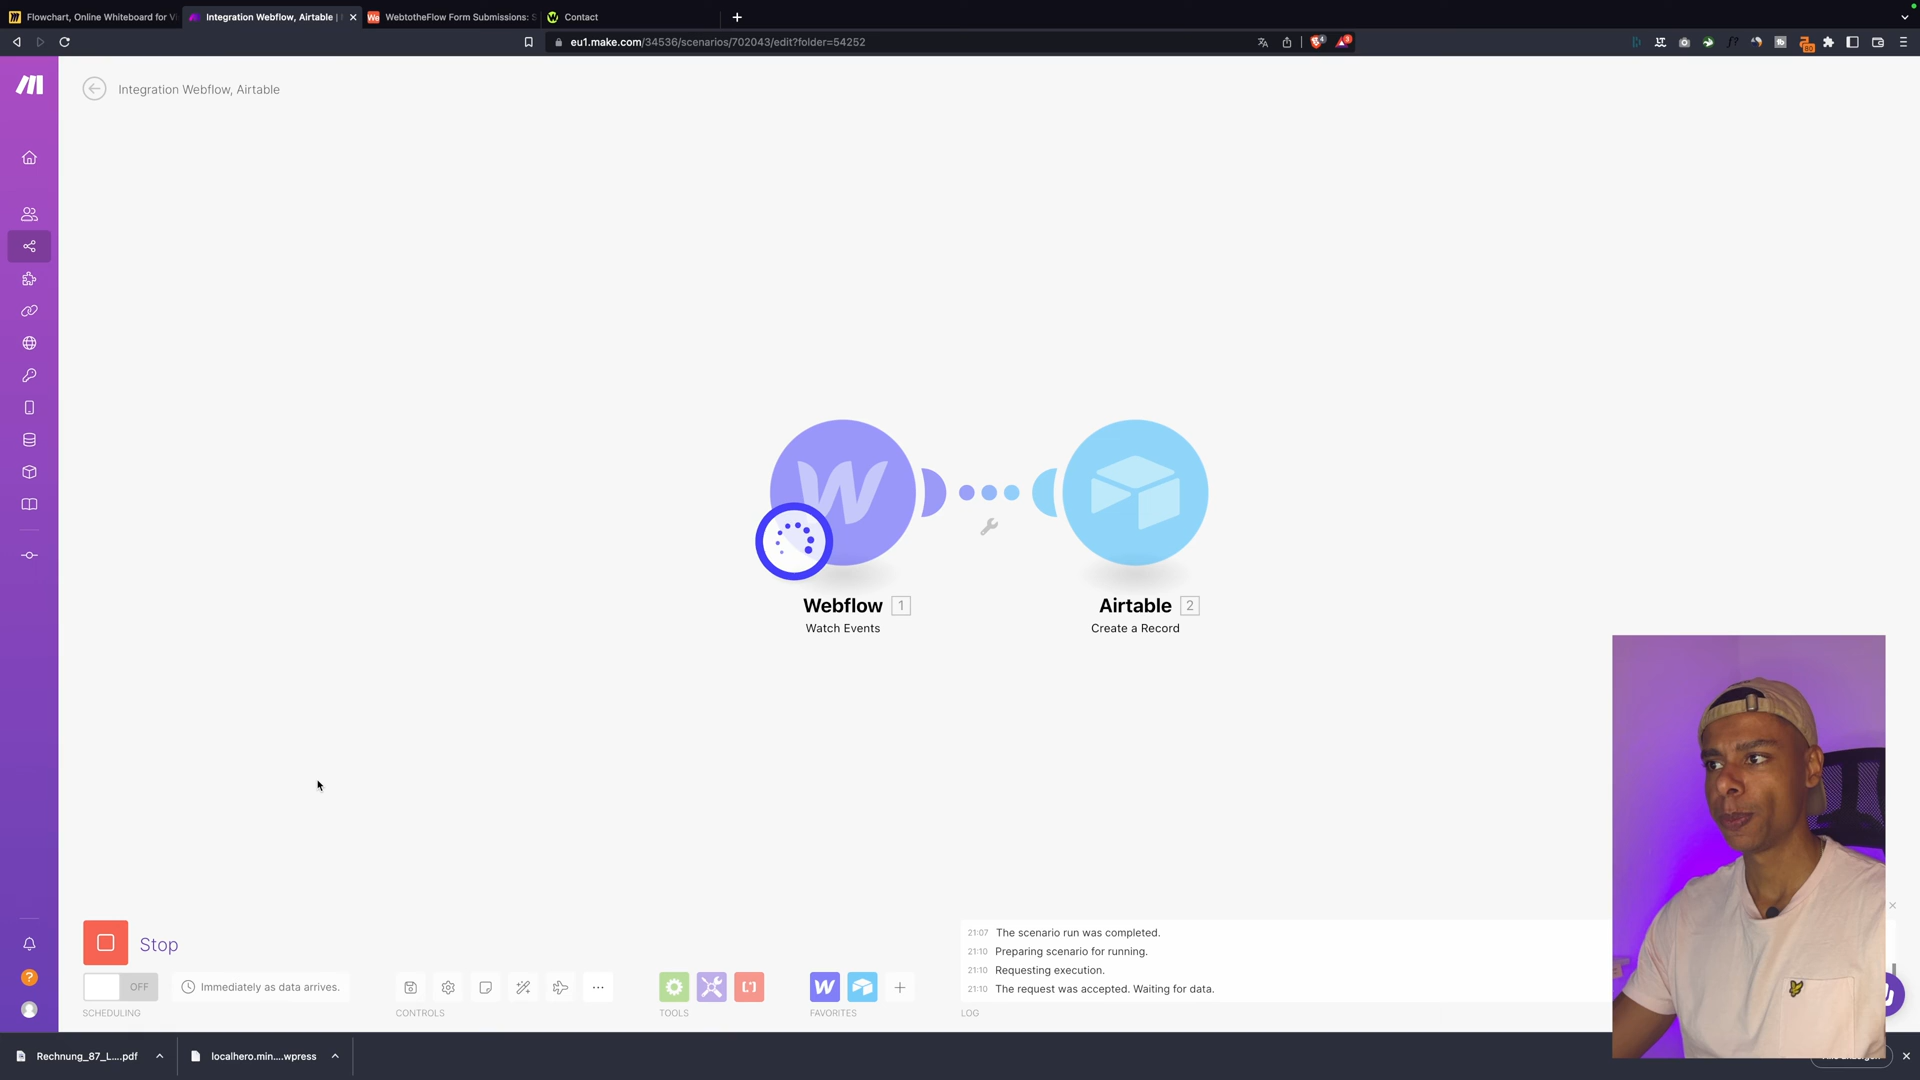 Flowchart, Online Whiteboard for Vi
Integration Webflow, Airtable |
WebtotheFlow Form Submissions: S
Contact
eu1.make.com/34536/scenarios/702043/edit?folder=54252
Integration Webflow, Airtable
Webflow 1
Watch Events
Airtable 2
Create a Record
Stop
OFF
Immediately as data arrives.
SCHEDULING
CONTROLS
TOOLS
FAVORITES
21:07 The scenario run was completed.
21:10 Preparing scenario for running.
21:10 Requesting execution.
21:10 The request was accepted. Waiting for data.
LOG
Rechnung_87_L....pdf
localhero.min....wpress